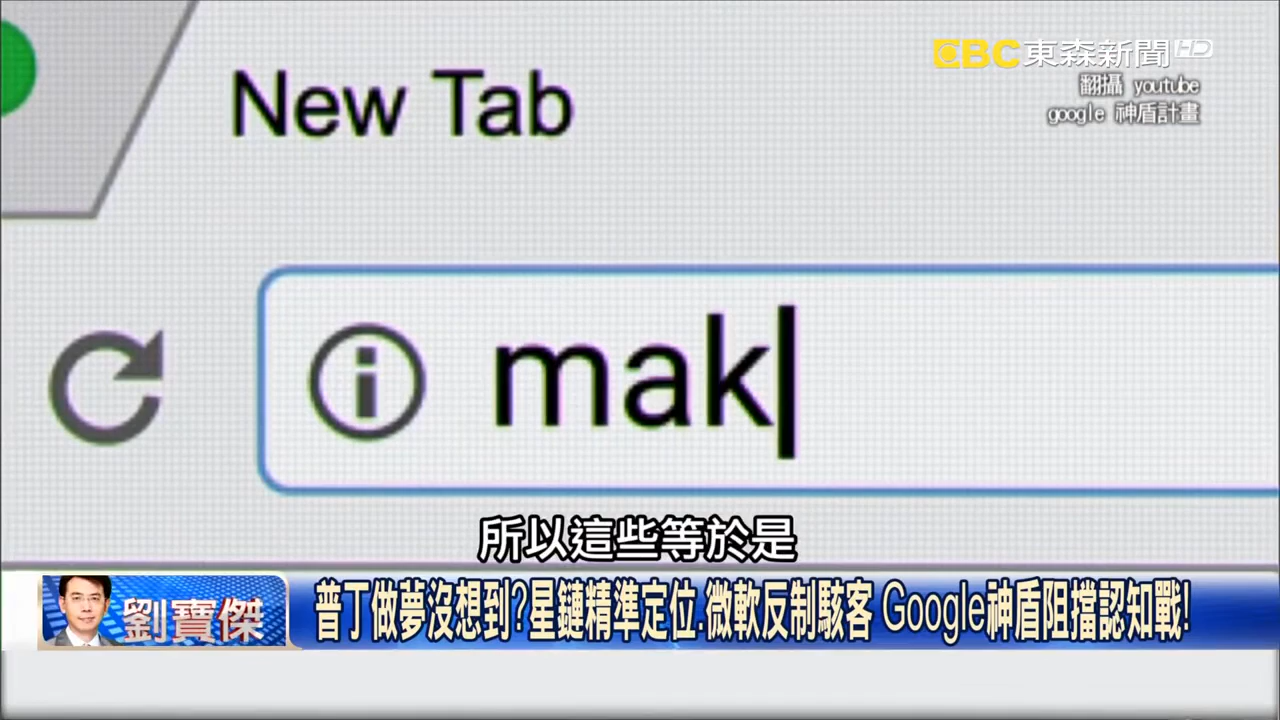 EBC東森新聞HD
翻攝 youtube
google 神盾計畫
New Tab
mak
所以這些等於是
劉寶傑
普丁做夢沒想到?星鏈精準定位.微軟反制駭客 Google神盾阻擋認知戰!